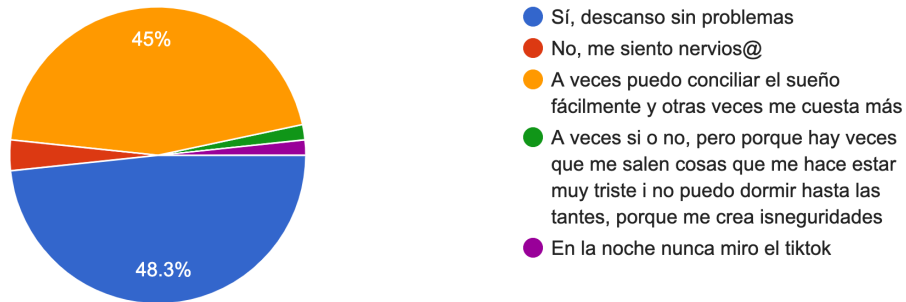 45%
48.3%
Sí, descanso sin problemas
No, me siento nervios@
A veces puedo conciliar el sueño
fácilmente y otras veces me cuesta más
A veces si o no, pero porque hay veces
que me salen cosas que me hace estar
muy triste i no puedo dormir hasta las
tantes, porque me crea isneguridades
En la noche nunca miro el tiktok